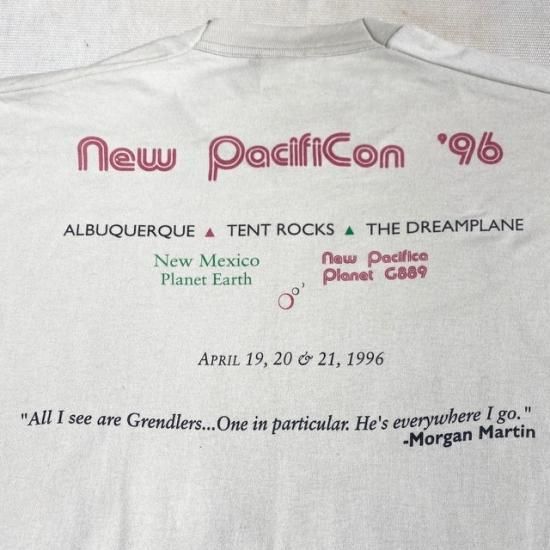 New PacifiCon '96
ALBUQUERQUE ▲ TENT ROCKS ▲ THE DREAMPLANE
New Mexico
Planet Earth
New Pacifica
Planet G889
APRIL 19, 20 & 21, 1996
"All I see are Grendlers...One in particular. He's everywhere I go."
-Morgan Martin